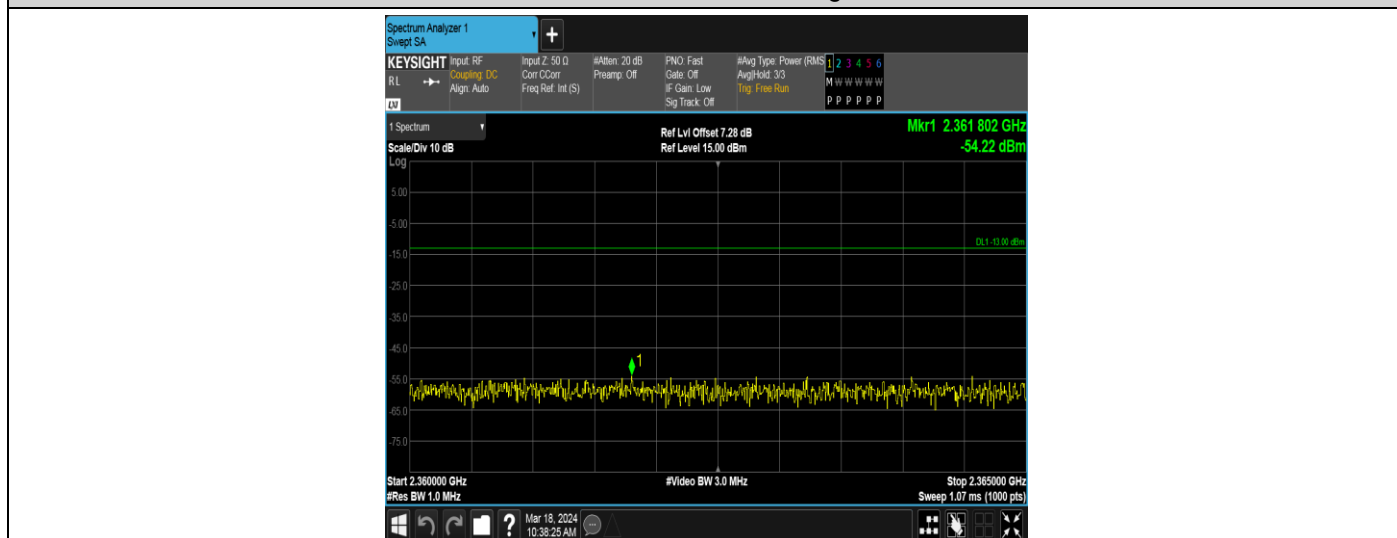 Spectrum Analyzer 1
Swept SA
+
KEYSIGHT
RL
LXI
Input: RF
Coupling: DC
Align: Auto
Input Z: 50 Ω
Corr CCorr
Freq Ref: Int (S)
#Atten: 20 dB
Preamp: Off
PNO: Fast
Gate: Off
IF Gain: Low
Sig Track: Off
#Avg Type: Power (RMS
Avg|Hold: 3/3
Trig: Free Run
1 2 3 4 5 6
M W W W W W
P P P P P P
1 Spectrum
Scale/Div 10 dB
Ref Lvl Offset 7.28 dB
Ref Level 15.00 dBm
Mkr1 2.361 802 GHz
-54.22 dBm
Log
5.00
-5.00
DL1 -13.00 dBm
-15.0
-25.0
-35.0
-45.0
1
-55.0
-65.0
-75.0
Start 2.360000 GHz
#Video BW 3.0 MHz
Stop 2.365000 GHz
#Res BW 1.0 MHz
Sweep 1.07 ms (1000 pts)
?
Mar 18, 2024
10:38:25 AM